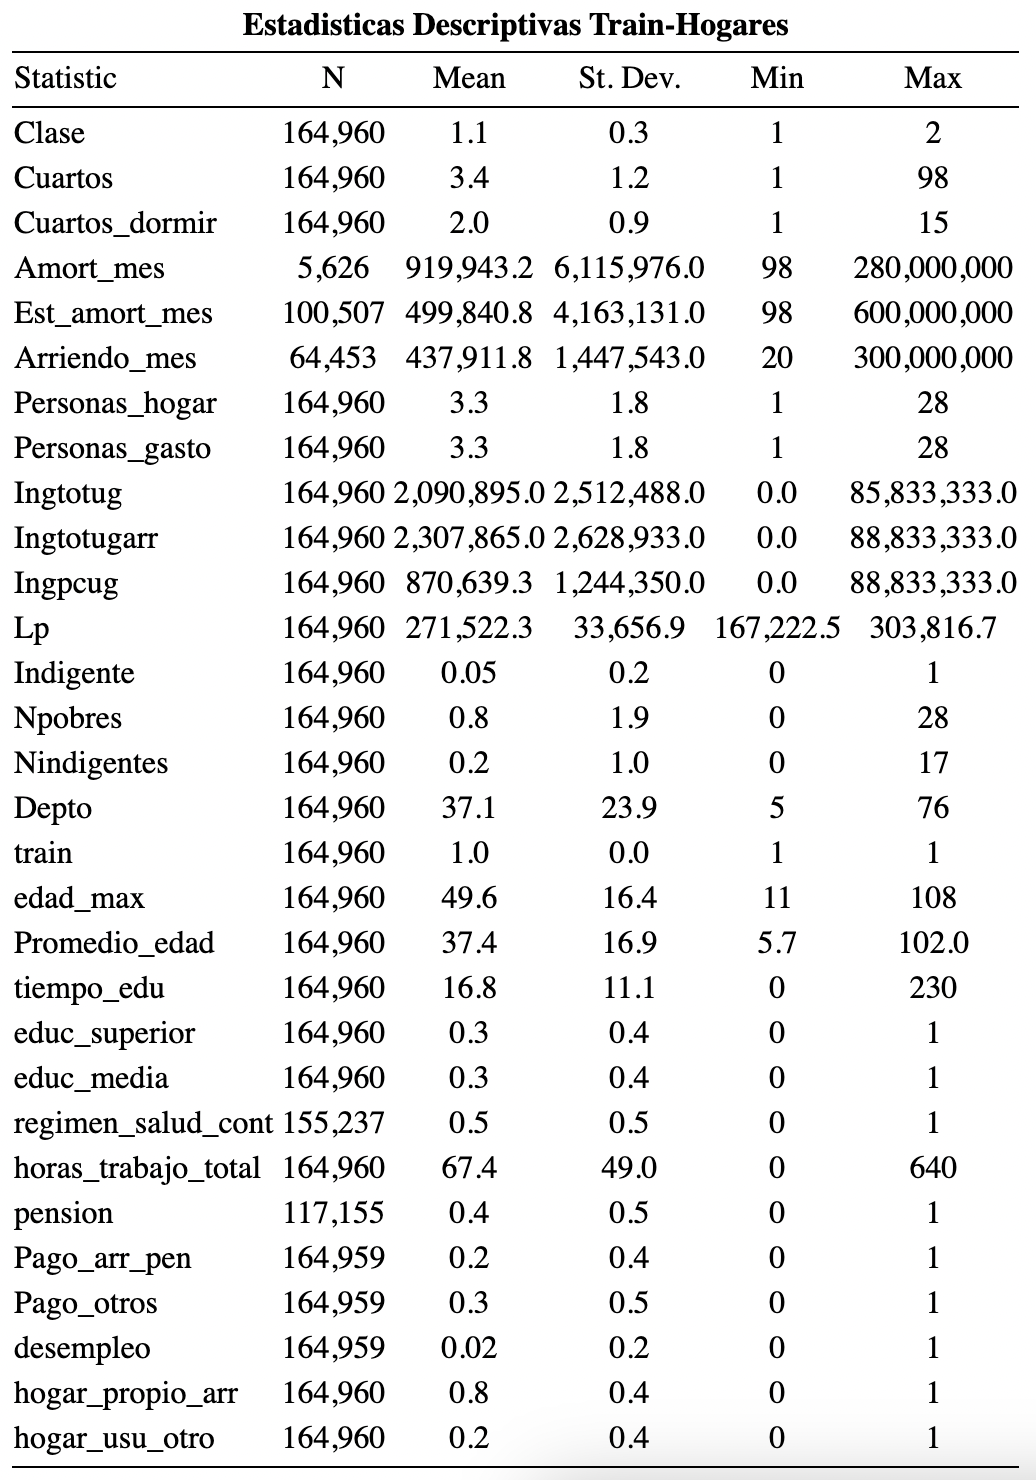 Estadisticas Descriptivas Train-Hogares
Statistic N Mean St. Dev. Min Max
Clase 164,960 1.1 0.3 1 2
Cuartos 164,960 3.4 1.2 1 98
Cuartos_dormir 164,960 2.0 0.9 1 15
Amort_mes 5,626 919,943.2 6,115,976.0 98 280,000,000
Est_amort_mes 100,507 499,840.8 4,163,131.0 98 600,000,000
Arriendo_mes 64,453 437,911.8 1,447,543.0 20 300,000,000
Personas_hogar 164,960 3.3 1.8 1 28
Personas_gasto 164,960 3.3 1.8 1 28
Ingtotug 164,960 2,090,895.0 2,512,488.0 0.0 85,833,333.0
Ingtotugarr 164,960 2,307,865.0 2,628,933.0 0.0 88,833,333.0
Ingpcug 164,960 870,639.3 1,244,350.0 0.0 88,833,333.0
Lp 164,960 271,522.3 33,656.9 167,222.5 303,816.7
Indigente 164,960 0.05 0.2 0 1
Npobres 164,960 0.8 1.9 0 28
Nindigentes 164,960 0.2 1.0 0 17
Depto 164,960 37.1 23.9 5 76
train 164,960 1.0 0.0 1 1
edad_max 164,960 49.6 16.4 11 108
Promedio_edad 164,960 37.4 16.9 5.7 102.0
tiempo_edu 164,960 16.8 11.1 0 230
educ_superior 164,960 0.3 0.4 0 1
educ_media 164,960 0.3 0.4 0 1
regimen_salud_cont 155,237 0.5 0.5 0 1
horas_trabajo_total 164,960 67.4 49.0 0 640
pension 117,155 0.4 0.5 0 1
Pago_arr_pen 164,959 0.2 0.4 0 1
Pago_otros 164,959 0.3 0.5 0 1
desempleo 164,959 0.02 0.2 0 1
hogar_propio_arr 164,960 0.8 0.4 0 1
hogar_usu_otro 164,960 0.2 0.4 0 1